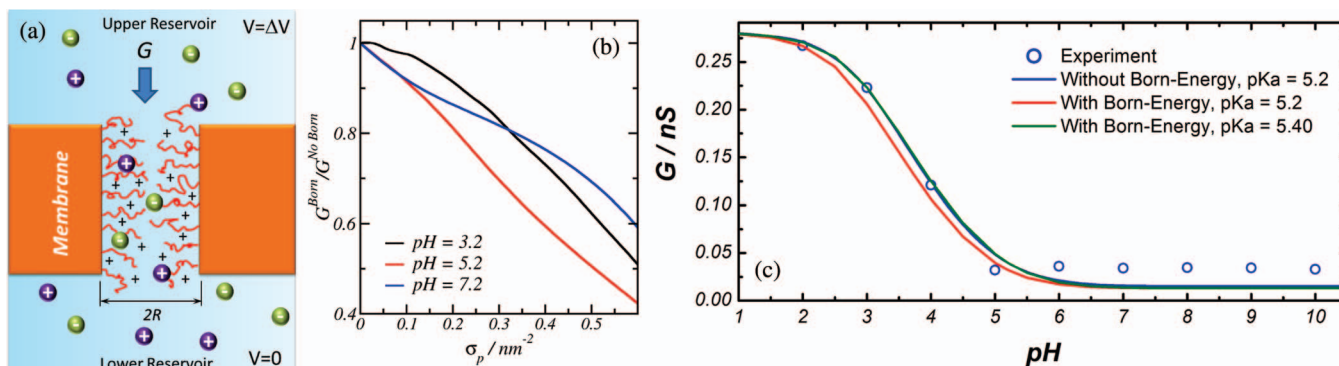 (a)
Upper Reservoir
V=ΔV
G
Membrane
2R
Lower Reservoir
V=0
(b)
G^Born/G^No Born
1
0.8
0.6
0.4
pH = 3.2
pH = 5.2
pH = 7.2
0 0.1 0.2 0.3 0.4 0.5
σp / nm-2
(c)
G / nS
0.25
0.20
0.15
0.10
0.05
0.00
Experiment
Without Born-Energy, pKa = 5.2
With Born-Energy, pKa = 5.2
With Born-Energy, pKa = 5.40
1 2 3 4 5 6 7 8 9 10
pH